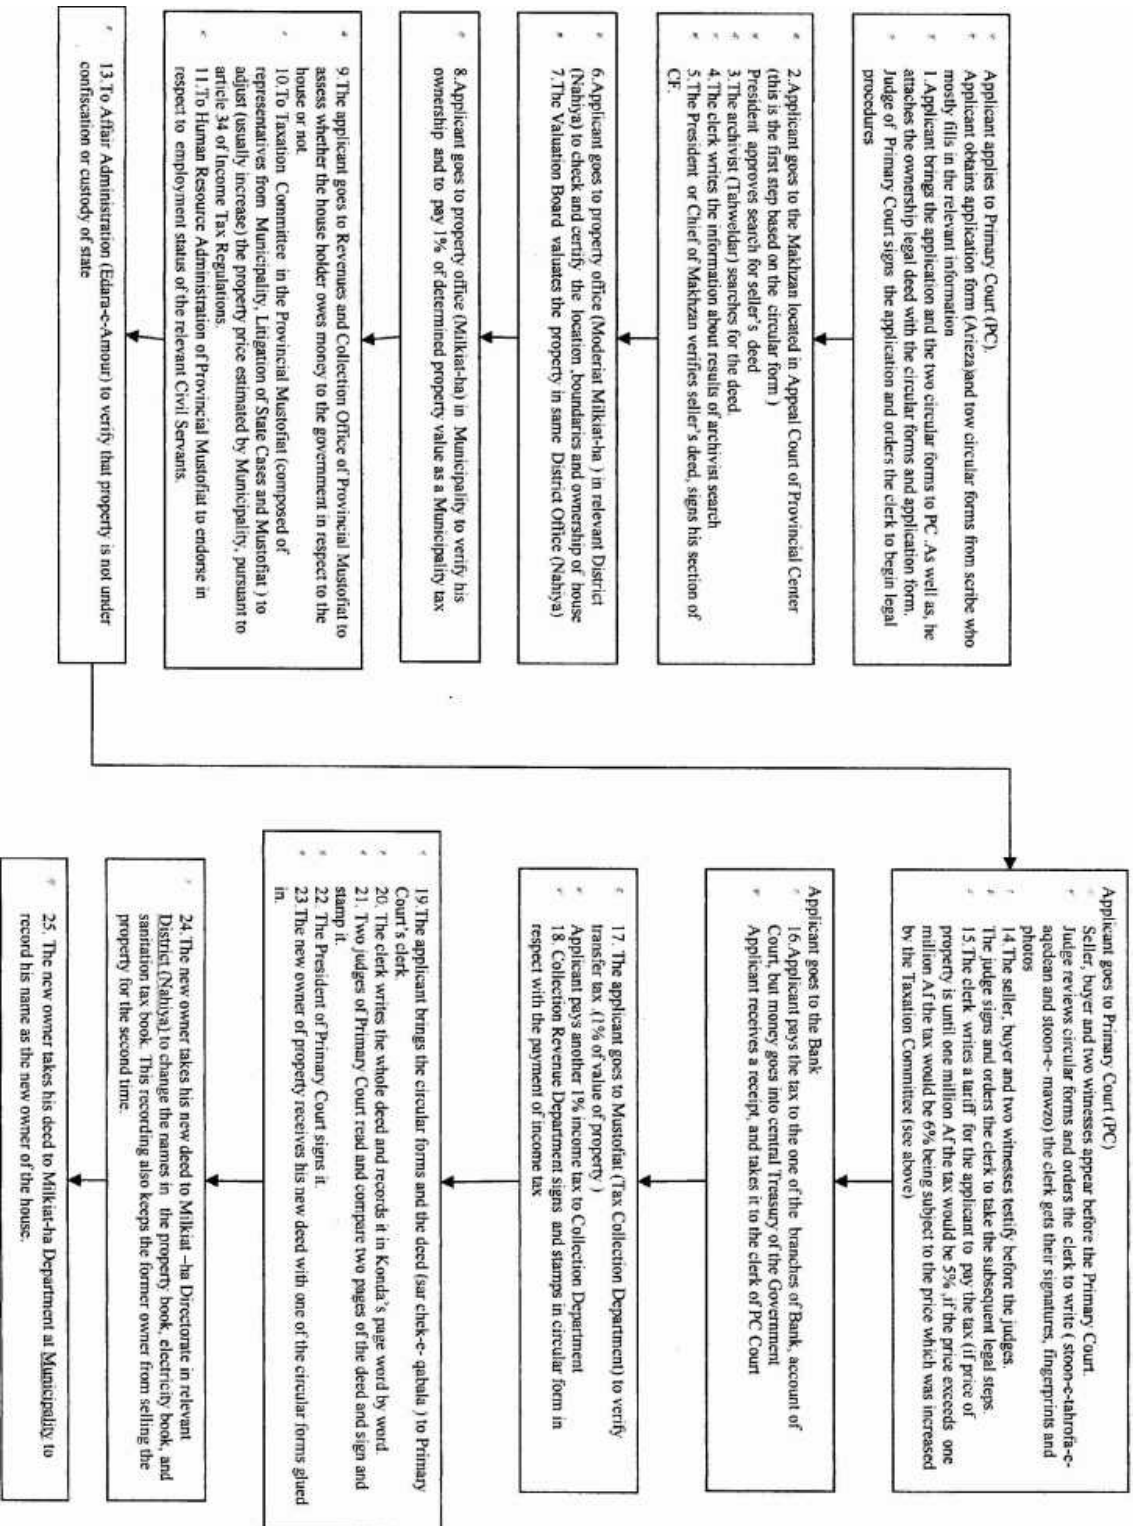 Applicant applies to Primary Court (PC).
Applicant obtains application form (Arieza)and tow circular forms from scribe who
mostly fills in the relevant information
1.Applicant brings the application and the two circular forms to PC .As well as, he
attaches the ownership legal deed with the circular forms and application form.
Judge of Primary Court signs the application and orders the clerk to begin legal
procedures
2.Applicant goes to the Makhzan located in Appeal Court of Provincial Center
(this is the first step based on the circular form )
President approves search for seller's deed
3.The archivist (Tahweldar) searches for the deed.
4.The clerk writes the information about results of archivist search
5.The President or Chief of Makhzan verifies seller's deed, signs his section of
CF.
6.Applicant goes to property office (Moderiat Milkiat-ha ) in relevant District
(Nahiya) to check and certify the location ,boundaries and ownership of house
7.The Valuation Board valuates the property in same District Office (Nahiya)
8.Applicant goes to property office (Milkiat-ha) in Municipality to verify his
ownership and to pay 1% of determined property value as a Municipality tax
9.The applicant goes to Revenues and Collection Office of Provincial Mustofiat to
assess whether the house holder owes money to the government in respect to the
house or not.
10.To Taxation Committee in the Provincial Mustofiat (composed of
representatives from Municipality, Litigation of State Cases and Mustofiat ) to
adjust (usually increase) the property price estimated by Municipality, pursuant to
article 34 of Income Tax Regulations.
11.To Human Resource Administration of Provincial Mustofiat to endorse in
respect to employment status of the relevant Civil Servants.
13.To Affair Administration (Edara-e-Amour) to verify that property is not under
confiscation or custody of state
Applicant goes to Primary Court (PC)
Seller, buyer and two witnesses appear before the Primary Court.
Judge reviews circular forms and orders the clerk to write ( stoon-e-tahrofa-e-
aqedean and stoon-e- mawzo) the clerk gets their signatures, fingerprints and
photos
14.The seller, buyer and two witnesses testify before the judges.
The judge signs and orders the clerk to take the subsequent legal steps.
15.The clerk writes a tariff for the applicant to pay the tax (if price of
property is until one million Af the tax would be 5% ,if the price exceeds one
million Af the tax would be 6% being subject to the price which was increased
by the Taxation Committee (see above)
Applicant goes to the Bank
16.Applicant pays the tax to the one of the branches of Bank, account of
Court, but money goes into central Treasury of the Government
Applicant receives a receipt, and takes it to the clerk of PC Court
17. The applicant goes to Mustofiat (Tax Collection Department) to verify
transfer tax .(1% of value of property )
Applicant pays another 1% income tax to Collection Department
18. Collection Revenue Department signs and stamps in circular form in
respect with the payment of income tax
19.The applicant brings the circular forms and the deed (sar chek-e- qabala ) to Primary
Court's clerk.
20. The clerk writes the whole deed and records it in Konda's page word by word.
21. Two judges of Primary Court read and compare two pages of the deed and sign and
stamp it.
22. The President of Primary Court signs it.
23.The new owner of property receives his new deed with one of the circular forms glued
in.
24. The new owner takes his new deed to Milkiat –ha Directorate in relevant
District (Nahiya) to change the names in the property book, electricity book, and
sanitation tax book. This recording also keeps the former owner from selling the
property for the second time.
25. The new owner takes his deed to Milkiat-ha Department at Municipality to
record his name as the new owner of the house.